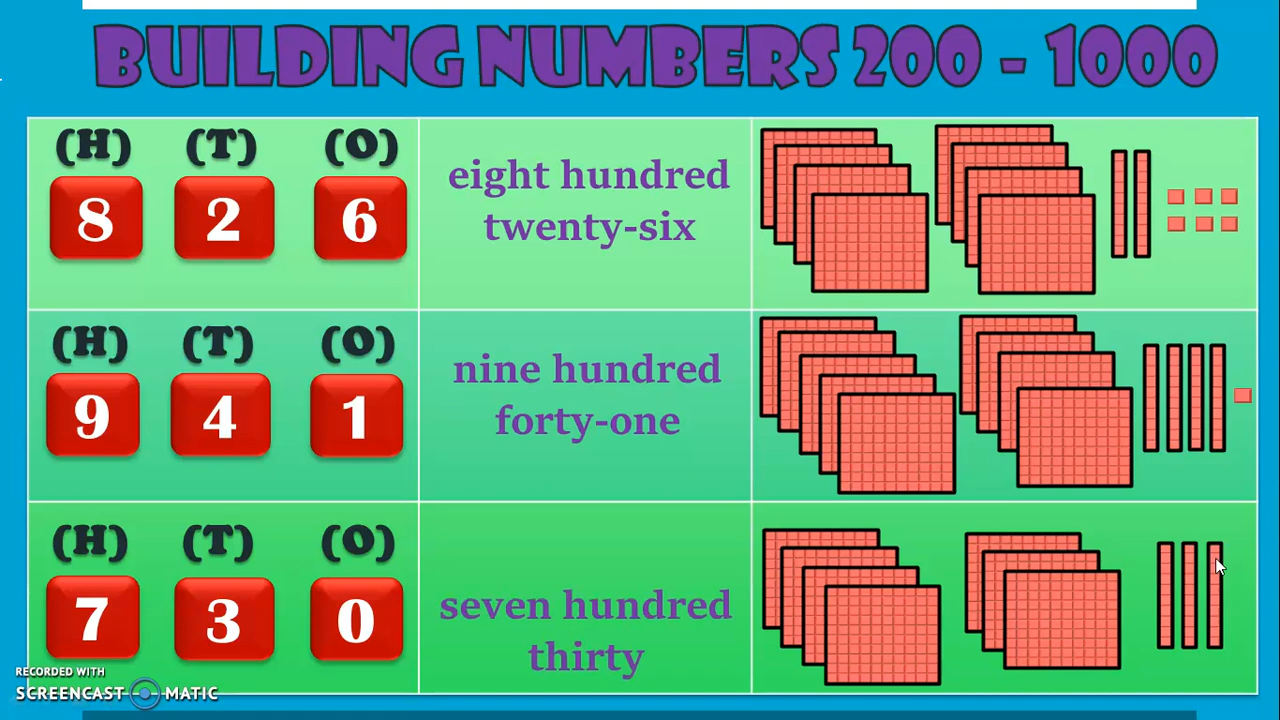 BUILDING NUMBERS 200 - 1000
(H) (T) (O)
8 2 6
eight hundred
twenty-six
(H) (T) (O)
9 4 1
nine hundred
forty-one
(H) (T) (O)
7 3 0
seven hundred
thirty
RECORDED WITH
SCREENCAST MATIC